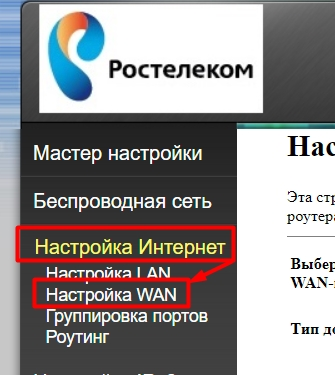 Ростелеком
Мастер настройки
Беспроводная сеть
Настройка Интернет
Настройка LAN
Настройка WAN
Группировка портов
Роутинг
Нас
Эта стр
роутера
Выбер
WAN-
Тип до